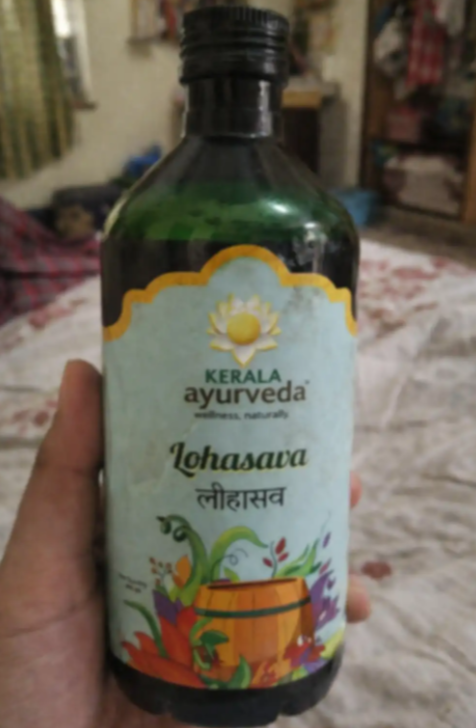 KERALA
ayurveda
wellness, naturally.
Lohasava
लोहासव